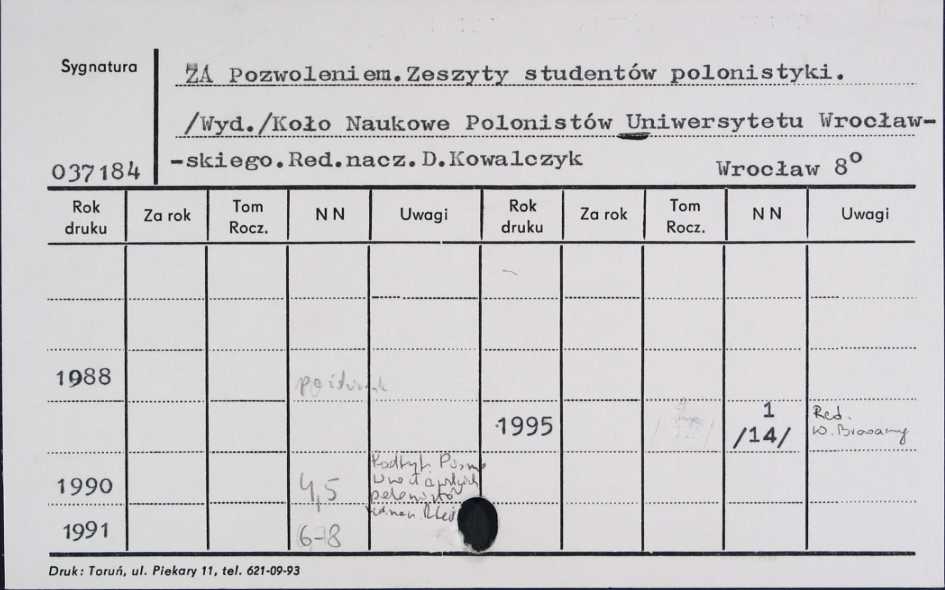 Sygnatura
ZA Pozwoleniem.Zeszyty studentów polonistyki.
/Wyd./Koło Naukowe Polonistów Uniwersytetu Wrocław-
-skiego.Red.nacz.D.Kowalczyk
037184
Wrocław 8°
Rok druku Za rok Tom Rocz. N N Uwagi Rok druku Za rok Tom Rocz. N N Uwagi
1988
1995 1 /14/ Red. W.
1990 4,5 Podtyt.
1991 6-8
Druk: Toruń, ul. Piekary 11, tel. 621-09-93